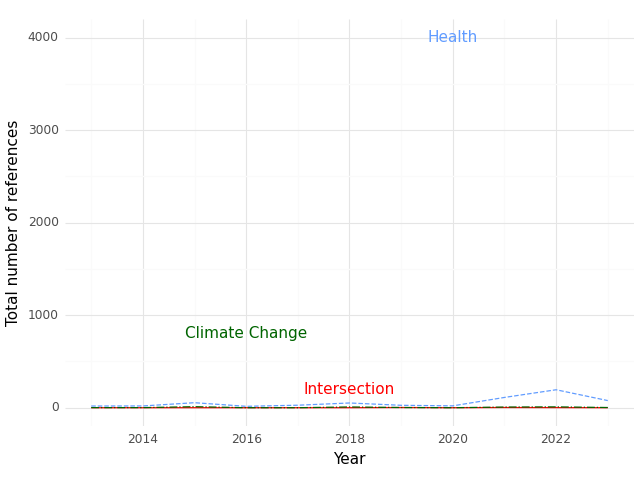 4000
Health
3000
2000
1000
Climate Change
Intersection
0
2014
2016
2018
2020
2022
Year
Total number of references